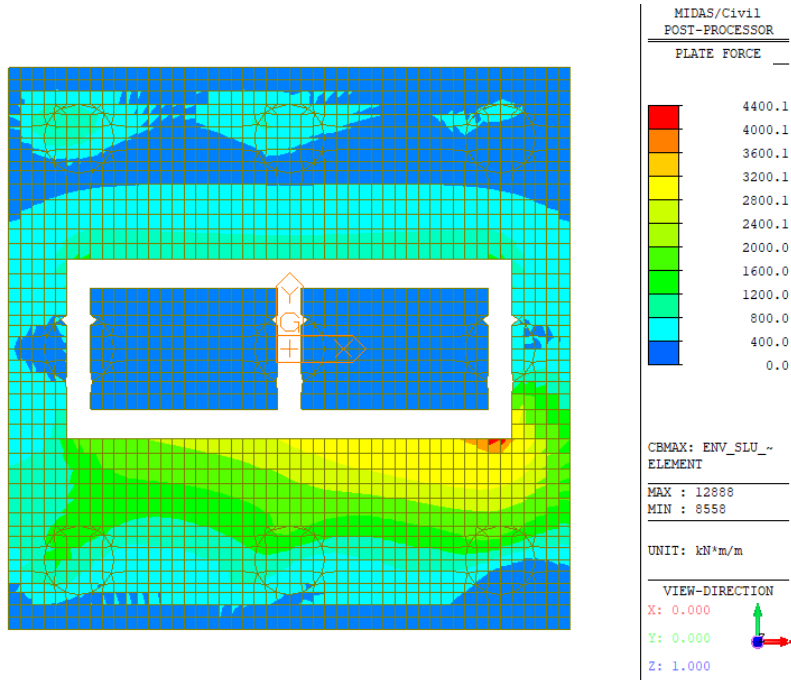 MIDAS/Civil
POST-PROCESSOR
PLATE FORCE
4400.1
4000.1
3600.1
3200.1
2800.1
2400.1
2000.0
1600.0
1200.0
800.0
400.0
0.0
Y
G
X
CBMAX: ENV_SLU_~
ELEMENT
MAX : 12888
MIN : 8558
UNIT: kN*m/m
VIEW-DIRECTION
X: 0.000
Y: 0.000
Z: 1.000
Z